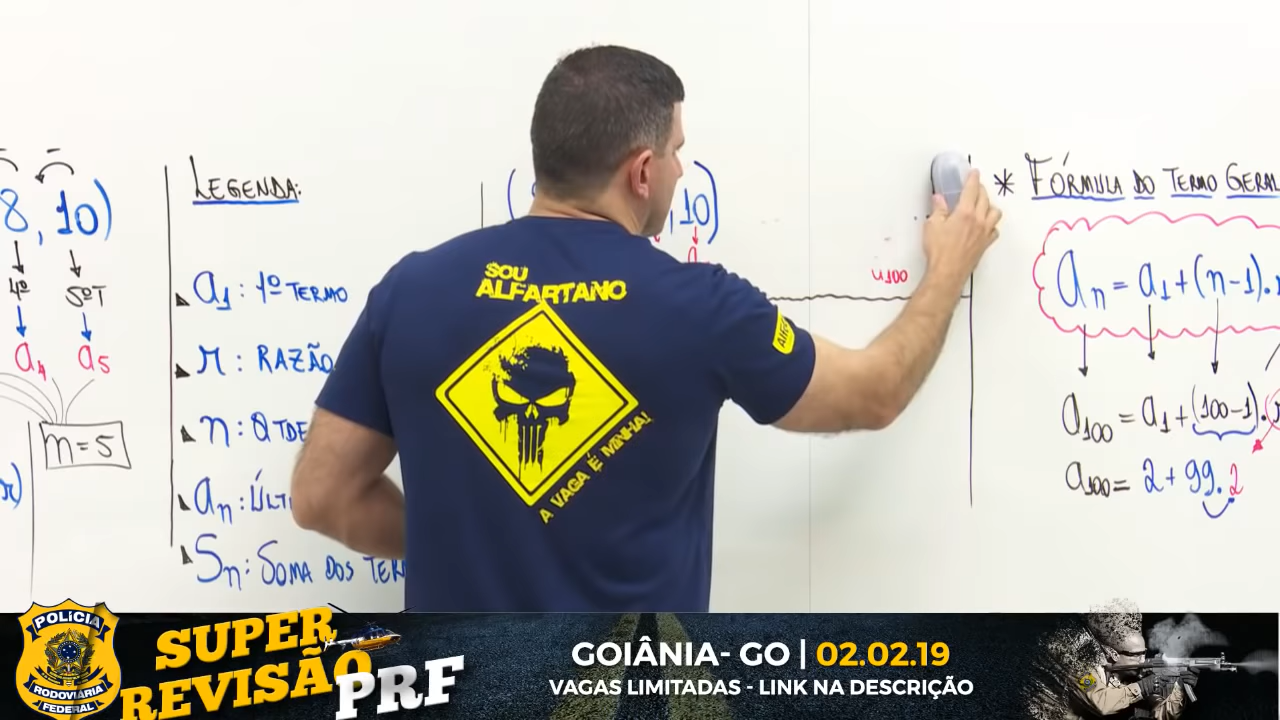 8, 10)
4º
5ºT
a4
a5
n=5
LEGENDA:
a1: 1º TERMO
r: RAZÃO
n: QTDE
an: ÚLTI
Sn: SOMA DOS TER
, 10)
a100
* FÓRMULA DO TERMO GERAL
an = a1 + (n-1).
a100 = a1 + (100-1).
a100 = 2 + 99.2
SOU
ALFARTANO
A VAGA É MINHA!
POLÍCIA
RODOVIÁRIA
FEDERAL
SUPER
REVISÃO
PRF
GOIÂNIA- GO | 02.02.19
VAGAS LIMITADAS - LINK NA DESCRIÇÃO